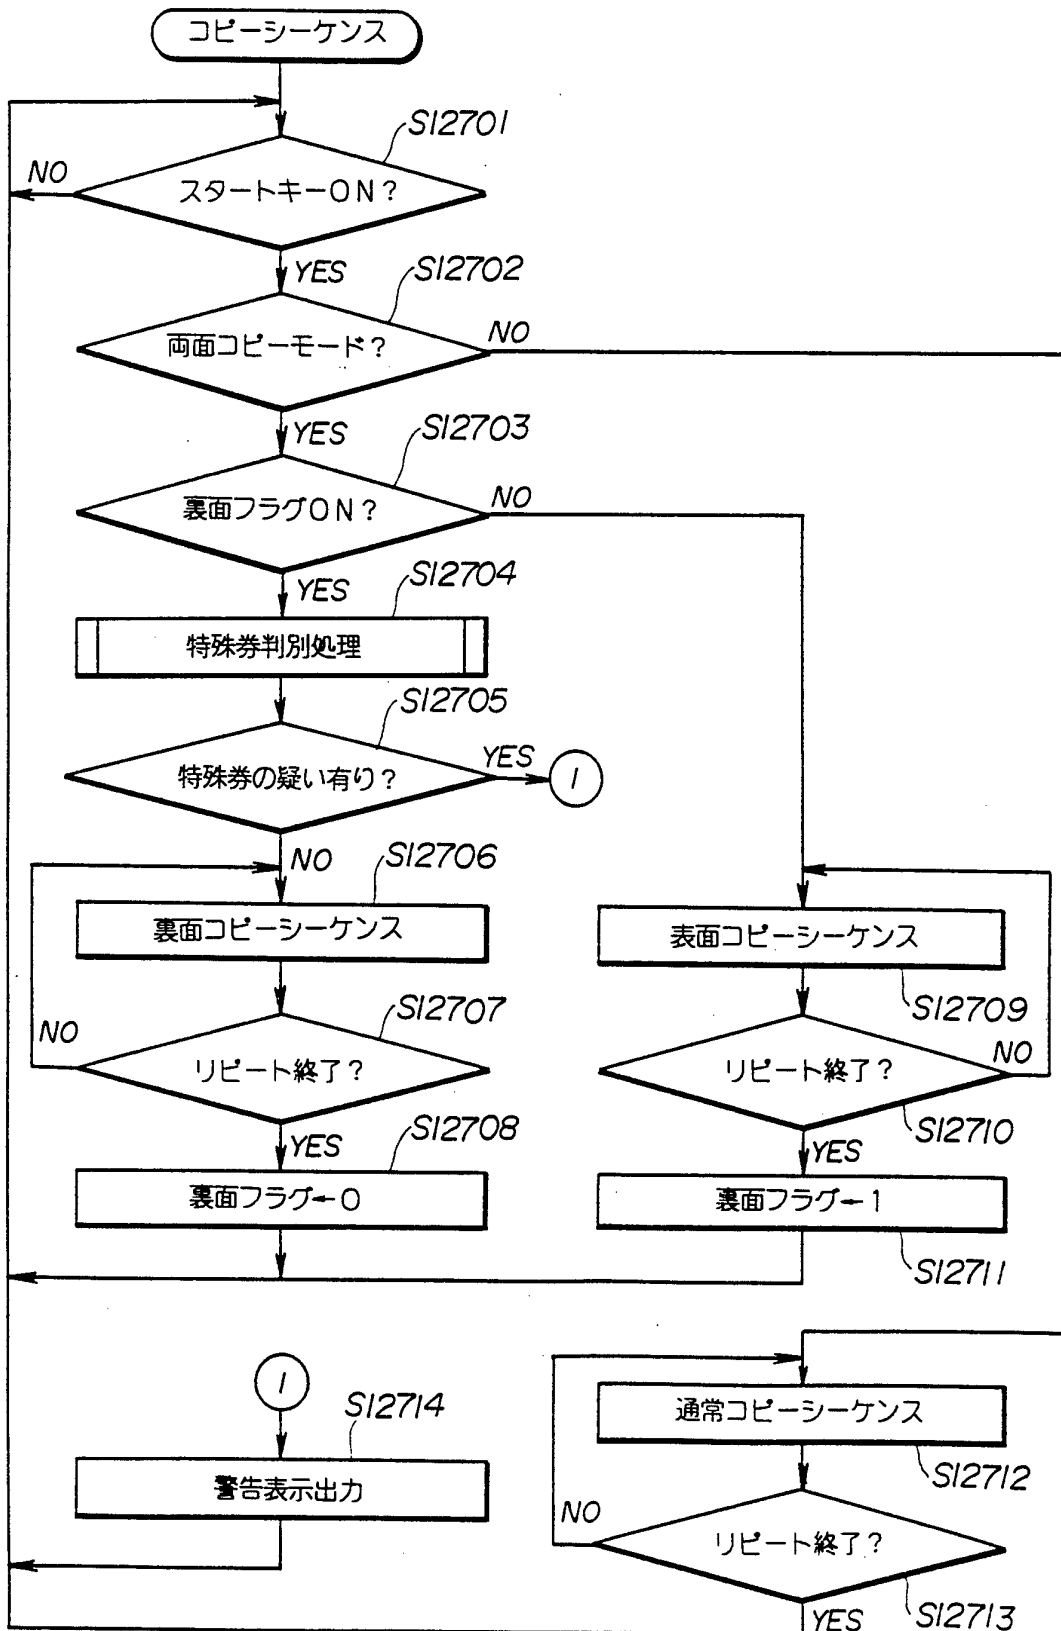 コピーシーケンス
S12701
NO
スタートキーON?
YES
S12702
両面コピーモード?
NO
YES
S12703
裏面フラグON?
NO
YES
S12704
特殊券判別処理
S12705
特殊券の疑い有り?
YES
1
NO
S12706
裏面コピーシーケンス
表面コピーシーケンス
S12707
S12709
NO
リピート終了?
リピート終了?
NO
YES
S12708
S12710
YES
裏面フラグ←0
裏面フラグ←1
S12711
1
S12714
通常コピーシーケンス
警告表示出力
S12712
NO
リピート終了?
S12713
YES